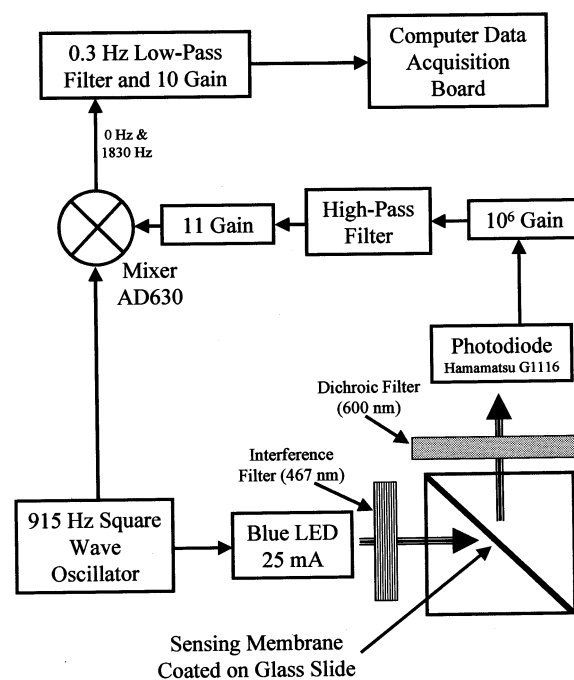 0.3 Hz Low-Pass
Filter and 10 Gain
Computer Data
Acquisition
Board
0 Hz &
1830 Hz
11 Gain
High-Pass
Filter
10⁶ Gain
Mixer
AD630
Photodiode
Hamamatsu G1116
Dichroic Filter
(600 nm)
Interference
Filter (467 nm)
915 Hz Square
Wave
Oscillator
Blue LED
25 mA
Sensing Membrane
Coated on Glass Slide